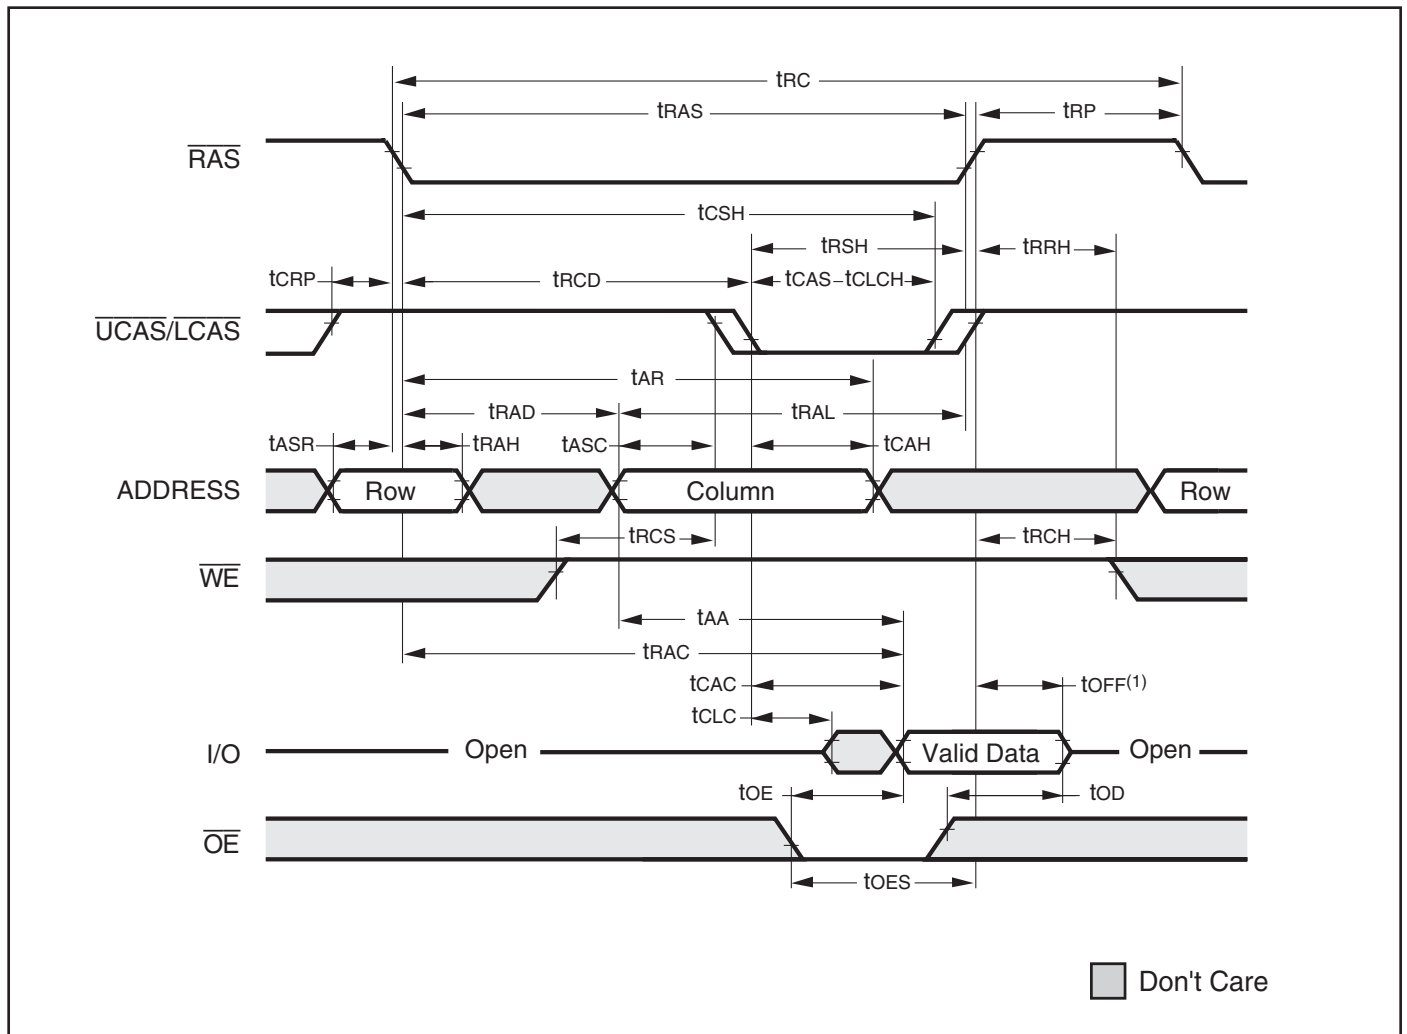 tRC
tRAS
tRP
RAS
tCSH
tRSH
tRRH
tCRP
tRCD
tCAS
tCLCH
UCAS/LCAS
tAR
tRAD
tRAL
tASR
tRAH
tASC
tCAH
ADDRESS
Row
Column
Row
tRCS
tRCH
WE
tAA
tRAC
tCAC
tOFF(1)
tCLC
I/O
Open
Valid Data
Open
tOE
tOD
OE
tOES
Don't Care